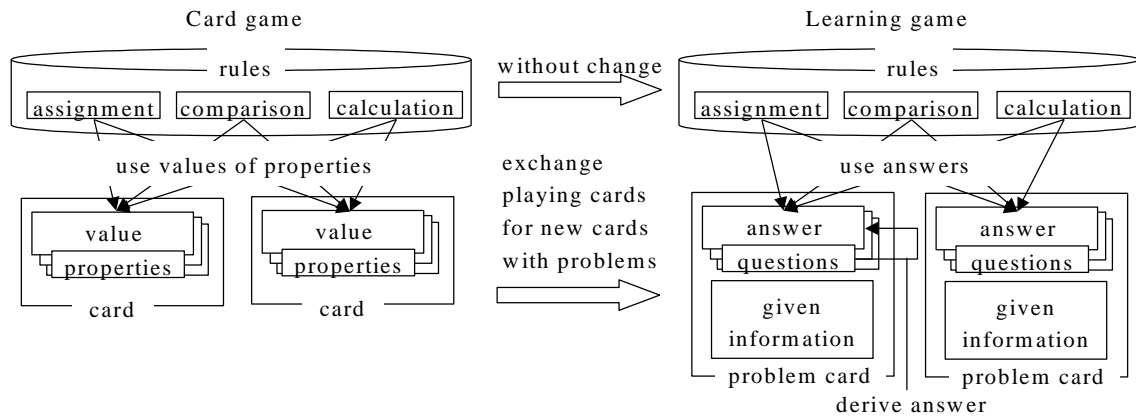 Card game
rules
assignment
comparison
calculation
use values of properties
value
properties
card
value
properties
card
without change
exchange
playing cards
for new cards
with problems
Learning game
rules
assignment
comparison
calculation
use answers
answer
questions
given
information
problem card
answer
questions
given
information
problem card
derive answer